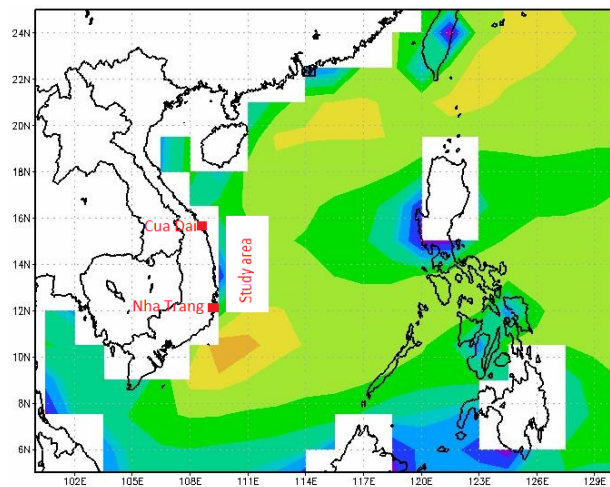 24N
22N
20N
18N
16N
14N
12N
10N
8N
6N
Cua Dai
Nha Trang
Study area
102E
105E
108E
111E
114E
117E
120E
123E
126E
129E